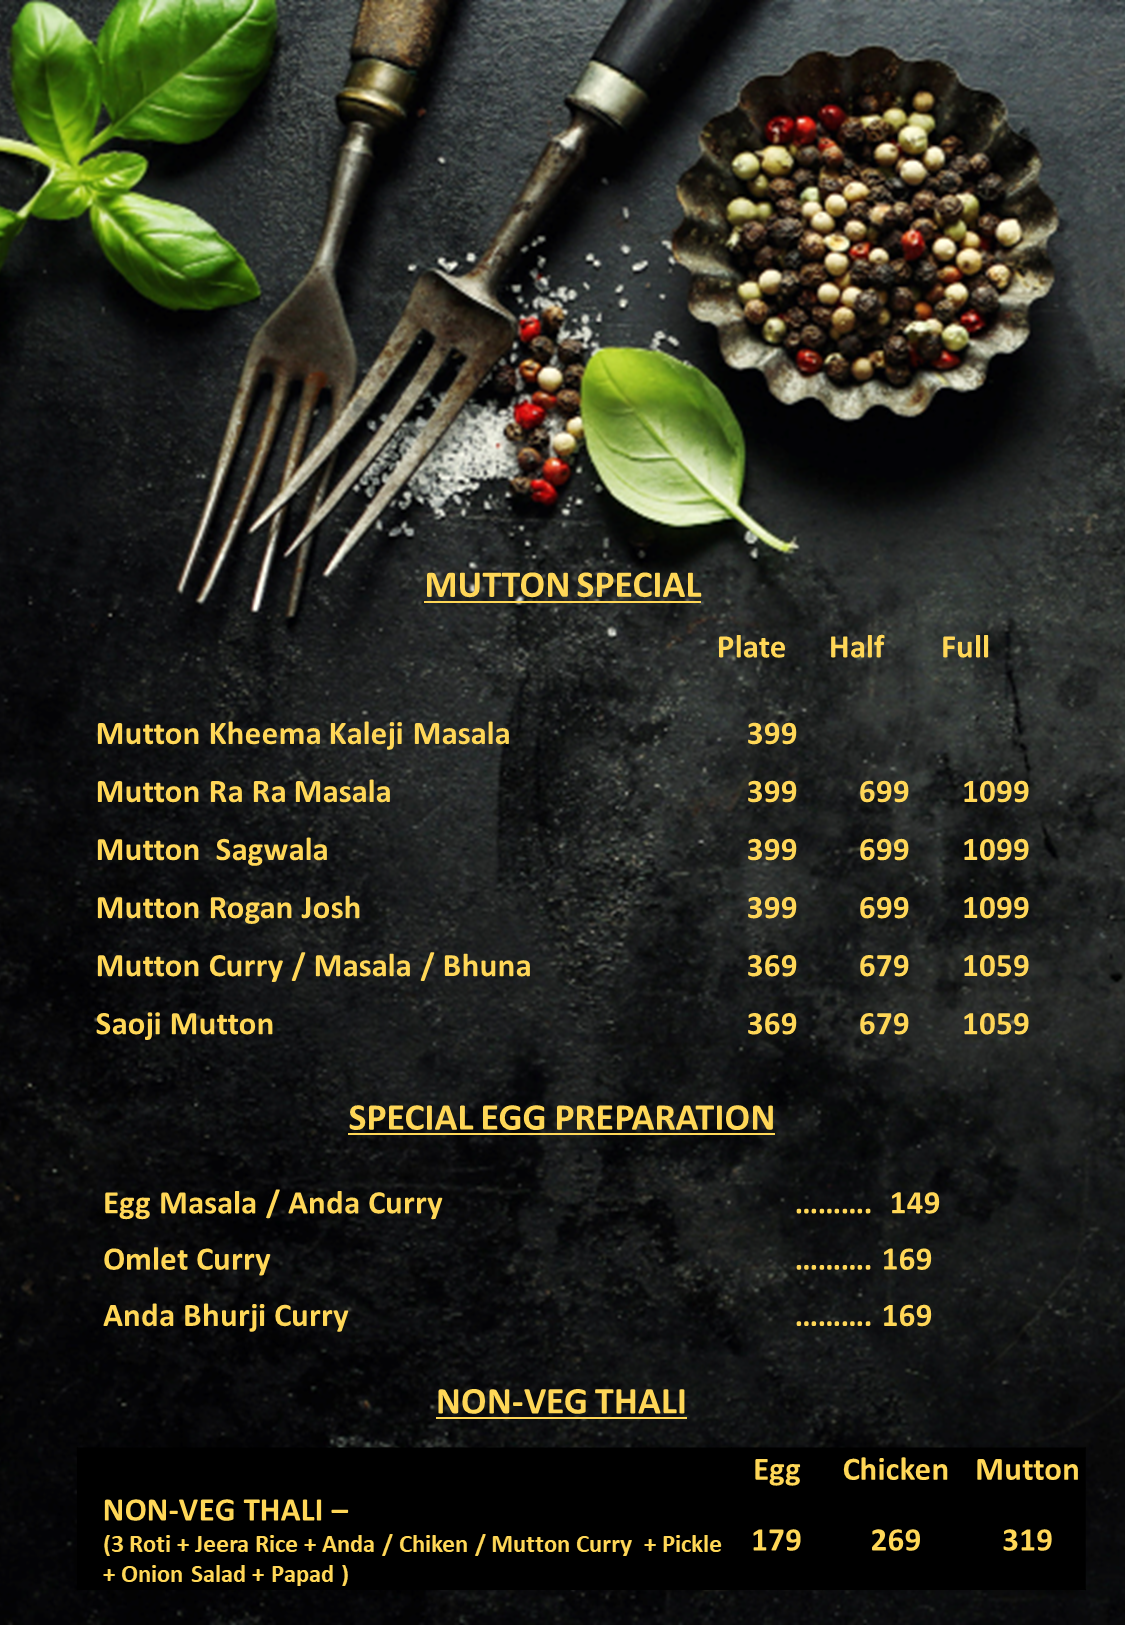 MUTTON SPECIAL
Plate Half Full
Mutton Kheema Kaleji Masala 399
Mutton Ra Ra Masala 399 699 1099
Mutton Sagwala 399 699 1099
Mutton Rogan Josh 399 699 1099
Mutton Curry / Masala / Bhuna 369 679 1059
Saoji Mutton 369 679 1059
SPECIAL EGG PREPARATION
Egg Masala / Anda Curry .......... 149
Omlet Curry .......... 169
Anda Bhurji Curry .......... 169
NON-VEG THALI
Egg Chicken Mutton
NON-VEG THALI –
(3 Roti + Jeera Rice + Anda / Chiken / Mutton Curry + Pickle 179 269 319
+ Onion Salad + Papad )